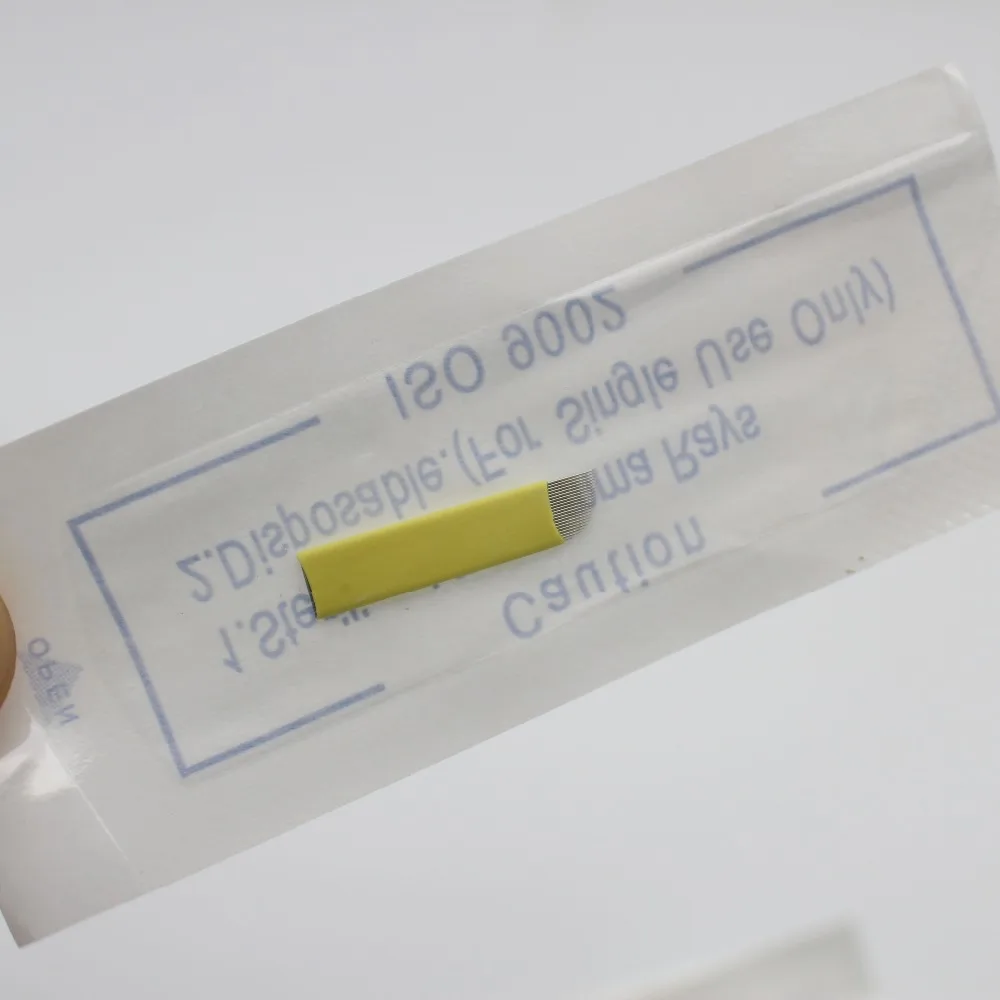 Caution
1.Ste ma Rays
2.Disposable.(For Single Use Only)
ISO 9002
OPEN